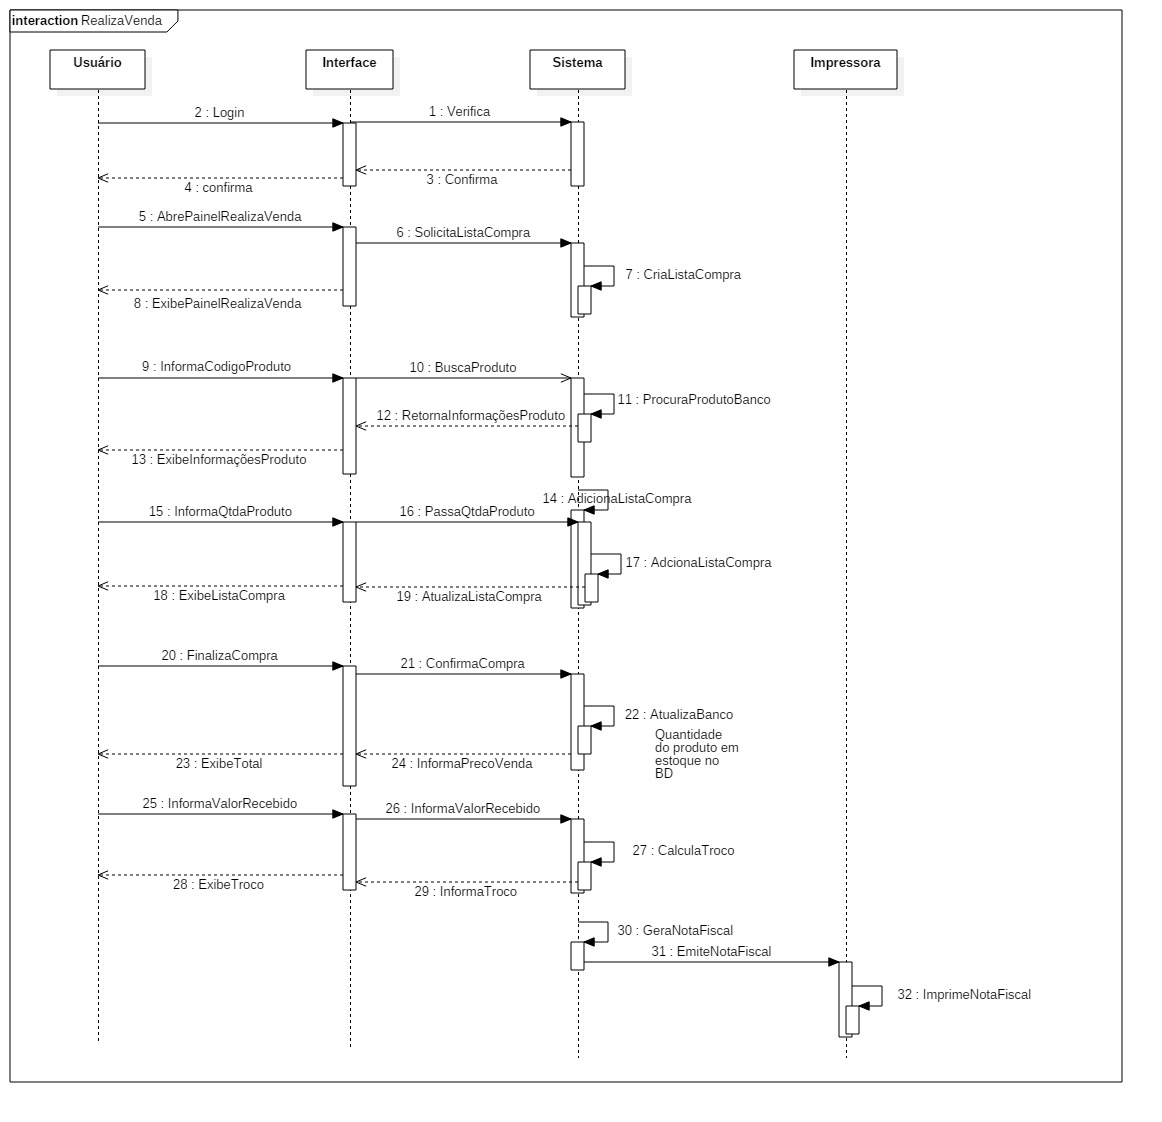 interaction RealizaVenda
Usuário
Interface
Sistema
Impressora
2 : Login
1 : Verifica
3 : Confirma
4 : confirma
5 : AbrePainelRealizaVenda
6 : SolicitaListaCompra
7 : CriaListaCompra
8 : ExibePainelRealizaVenda
9 : InformaCodigoProduto
10 : BuscaProduto
11 : ProcuraProdutoBanco
12 : RetornaInformaçõesProduto
13 : ExibeInformaçõesProduto
14 : AdicionaListaCompra
15 : InformaQtdaProduto
16 : PassaQtdaProduto
17 : AdcionaListaCompra
18 : ExibeListaCompra
19 : AtualizaListaCompra
20 : FinalizaCompra
21 : ConfirmaCompra
22 : AtualizaBanco
Quantidade
do produto em
estoque no
BD
23 : ExibeTotal
24 : InformaPrecoVenda
25 : InformaValorRecebido
26 : InformaValorRecebido
27 : CalculaTroco
28 : ExibeTroco
29 : InformaTroco
30 : GeraNotaFiscal
31 : EmiteNotaFiscal
32 : ImprimeNotaFiscal